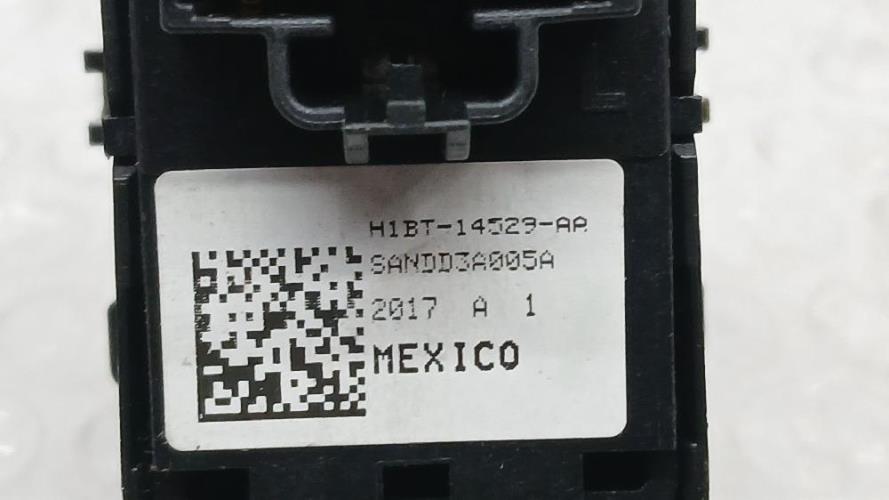 H1BT-14529-AA
SANDD3A005A
2017 A 1
MEXICO